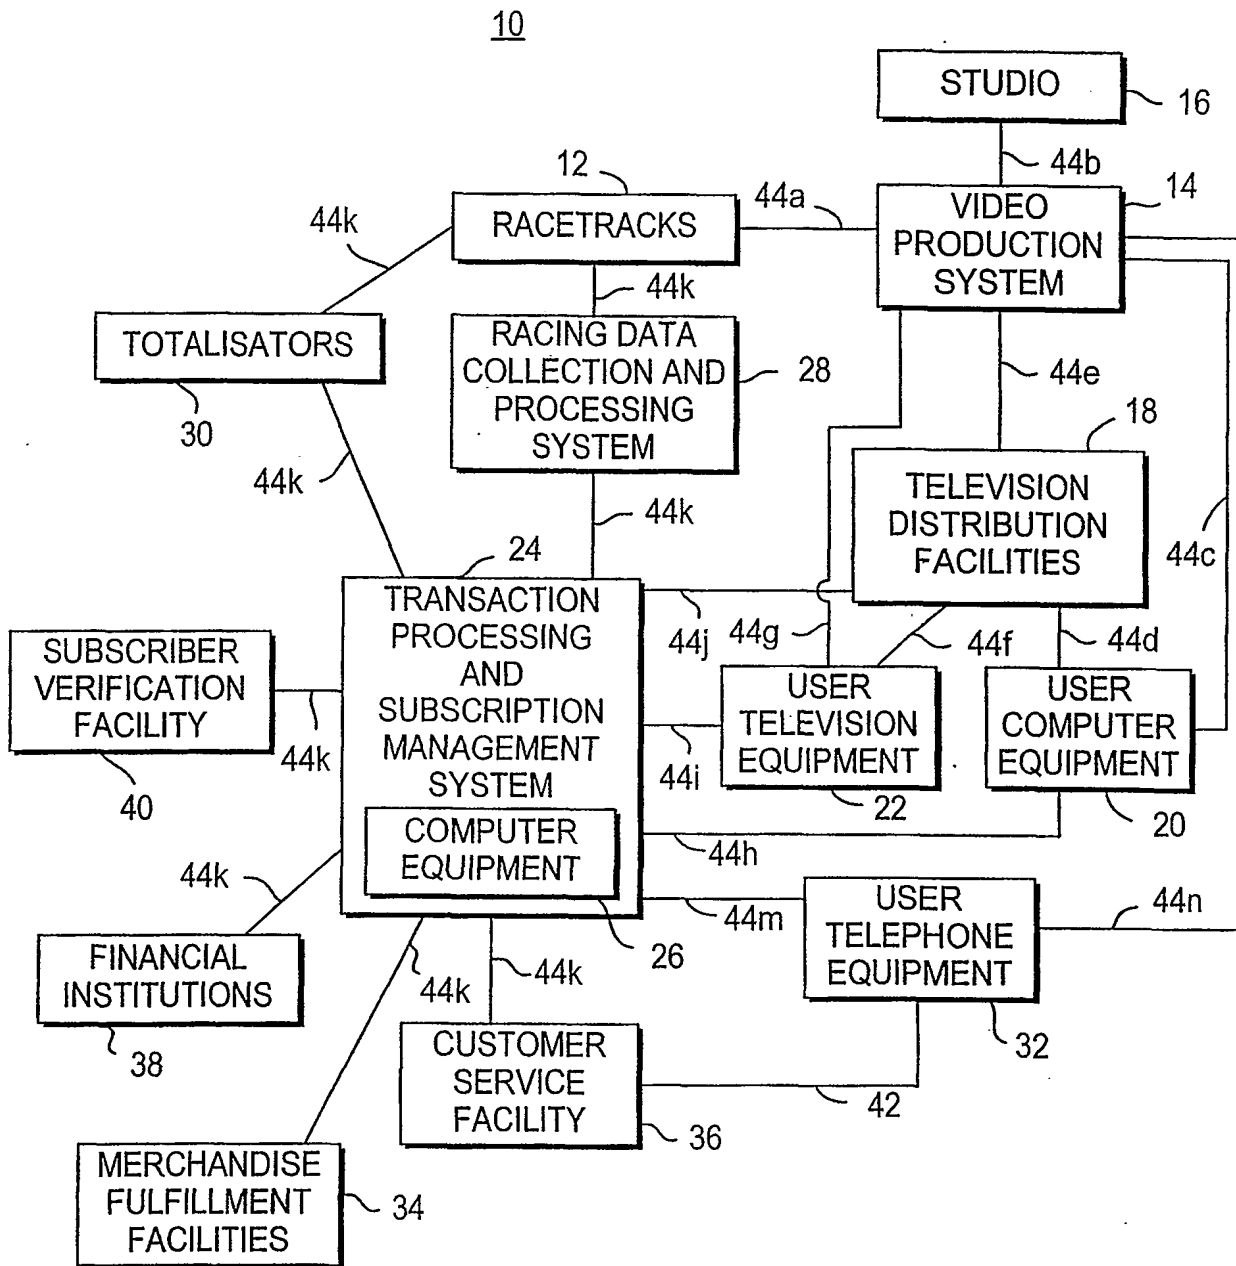 10
STUDIO
16
44b
12
44a
VIDEO
PRODUCTION
SYSTEM
14
RACETRACKS
44k
44k
TOTALISATORS
30
RACING DATA
COLLECTION AND
PROCESSING
SYSTEM
28
44e
18
44k
44k
TELEVISION
DISTRIBUTION
FACILITIES
44c
24
TRANSACTION
PROCESSING
AND
SUBSCRIPTION
MANAGEMENT
SYSTEM
44j
44g
44f
44d
SUBSCRIBER
VERIFICATION
FACILITY
40
44k
USER
TELEVISION
EQUIPMENT
22
44i
USER
COMPUTER
EQUIPMENT
20
COMPUTER
EQUIPMENT
26
44h
44k
44m
USER
TELEPHONE
EQUIPMENT
32
44n
FINANCIAL
INSTITUTIONS
38
44k
44k
CUSTOMER
SERVICE
FACILITY
36
42
MERCHANDISE
FULFILLMENT
FACILITIES
34